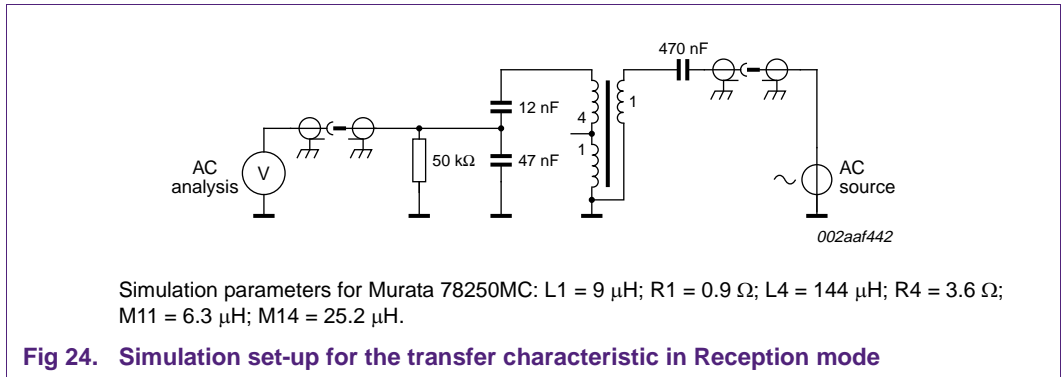 470 nF
12 nF
4
1
1
50 kΩ
47 nF
AC
analysis
V
AC
source
002aaf442
Simulation parameters for Murata 78250MC: L1 = 9 μH; R1 = 0.9 Ω; L4 = 144 μH; R4 = 3.6 Ω;
M11 = 6.3 μH; M14 = 25.2 μH.
Fig 24. Simulation set-up for the transfer characteristic in Reception mode